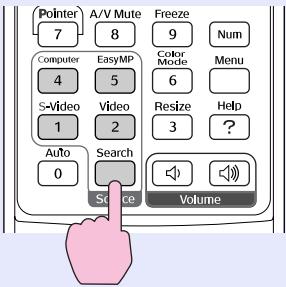 Pointer A/V Mute Freeze
7 8 9 Num
Computer EasyMP Color Mode Menu
4 5 6
S-Video Video Resize Help
1 2 3 ?
Auto Search
0
Source Volume